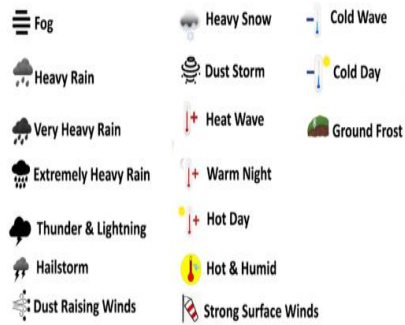 Fog
Heavy Rain
Very Heavy Rain
Extremely Heavy Rain
Thunder & Lightning
Hailstorm
Dust Raising Winds
Heavy Snow
Dust Storm
Heat Wave
Warm Night
Hot Day
Hot & Humid
Strong Surface Winds
Cold Wave
Cold Day
Ground Frost